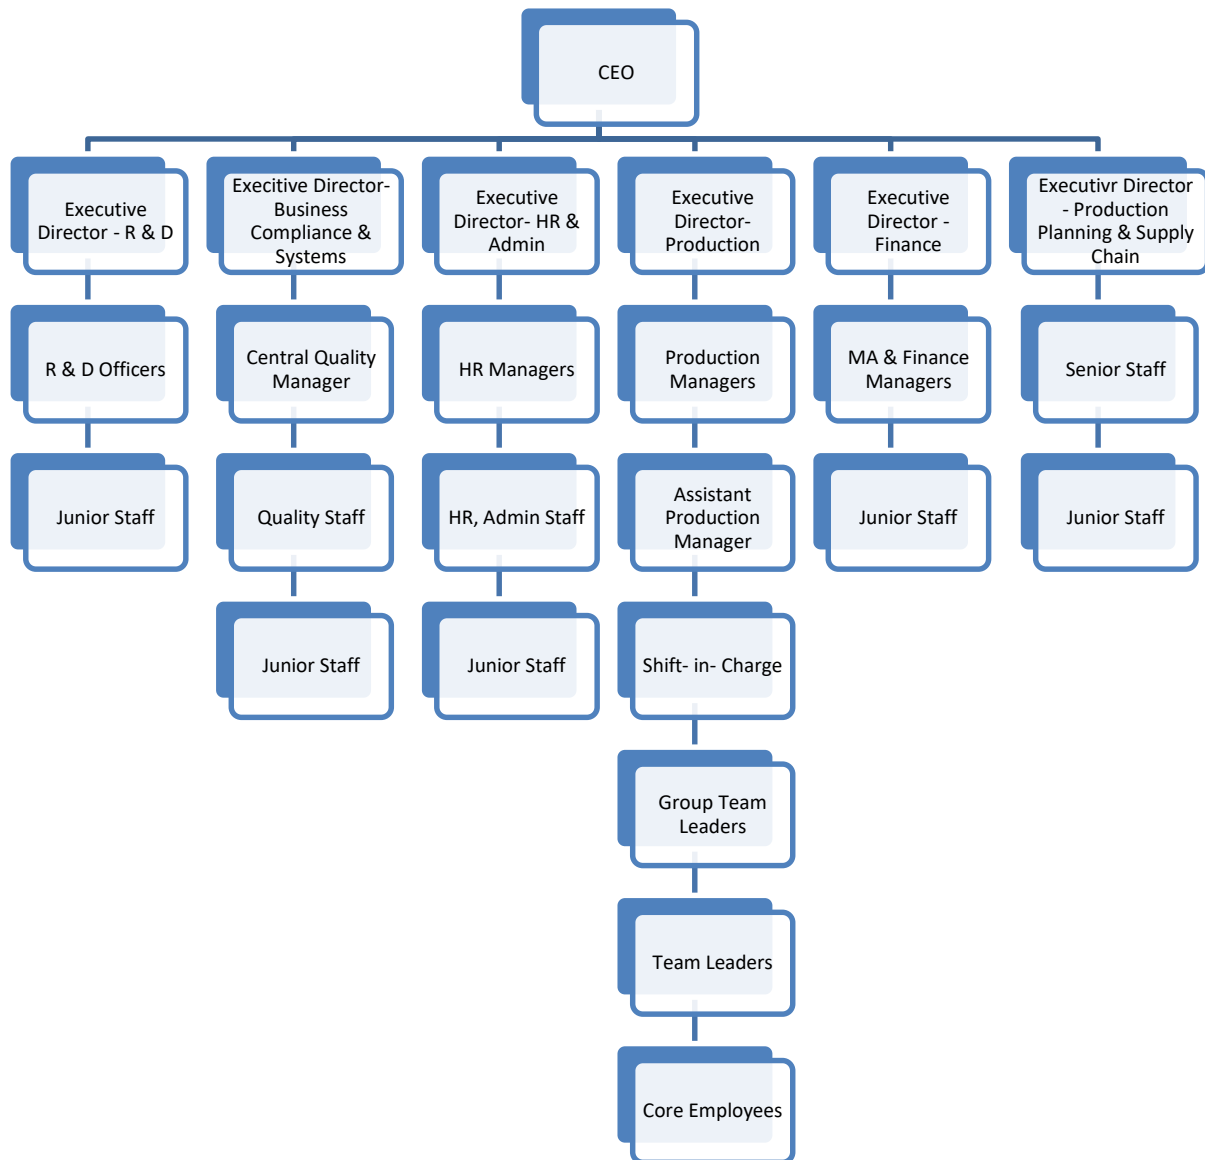 CEO
Executive
Director - R & D
Execitive Director-
Business
Compliance &
Systems
Executive
Director- HR &
Admin
Executive
Director-
Production
Executive
Director -
Finance
Executivr Director
- Production
Planning & Supply
Chain
R & D Officers
Central Quality
Manager
HR Managers
Production
Managers
MA & Finance
Managers
Senior Staff
Junior Staff
Quality Staff
HR, Admin Staff
Assistant
Production
Manager
Junior Staff
Junior Staff
Junior Staff
Junior Staff
Shift- in- Charge
Group Team
Leaders
Team Leaders
Core Employees